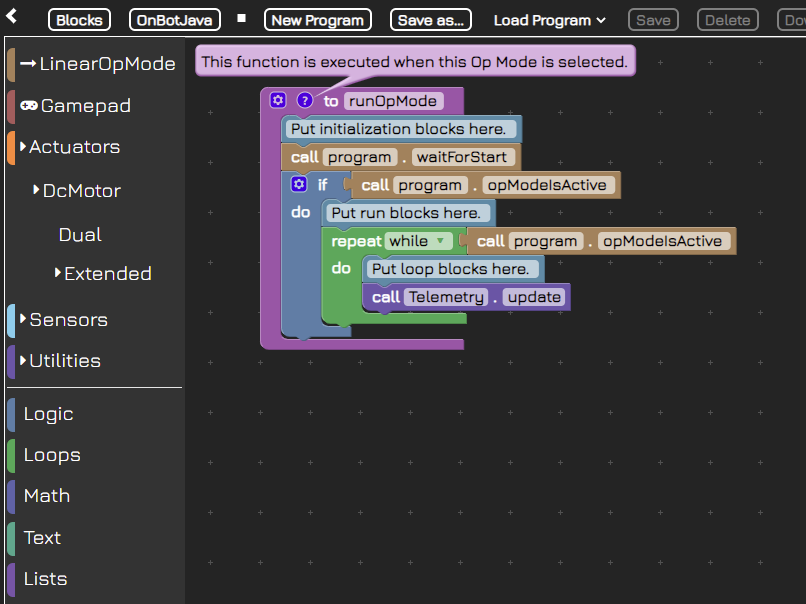 Blocks OnBotJava New Program Save as... Load Program Save Delete
LinearOpMode
Gamepad
Actuators
DcMotor
Dual
Extended
Sensors
Utilities
Logic
Loops
Math
Text
Lists
This function is executed when this Op Mode is selected.
? to runOpMode
Put initialization blocks here.
call program . waitForStart
if call program . opModeIsActive
do Put run blocks here.
repeat while call program . opModeIsActive
do Put loop blocks here.
call Telemetry . update